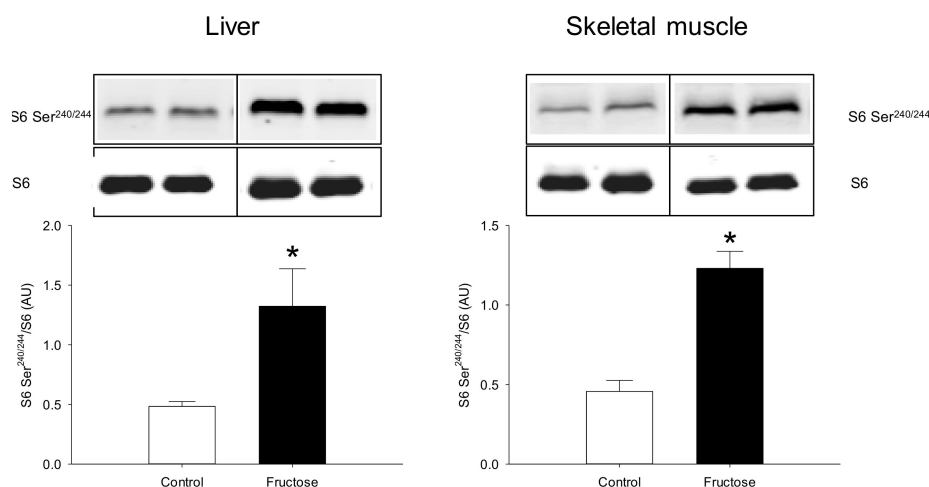 Liver
Skeletal muscle
S6 Ser240/244
S6 Ser240/244
S6
S6
2.0
1.5
1.0
0.5
0.0
S6 Ser240/244/S6 (AU)
*
Control
Fructose
1.5
1.0
0.5
0.0
S6 Ser240/244/S6 (AU)
*
Control
Fructose